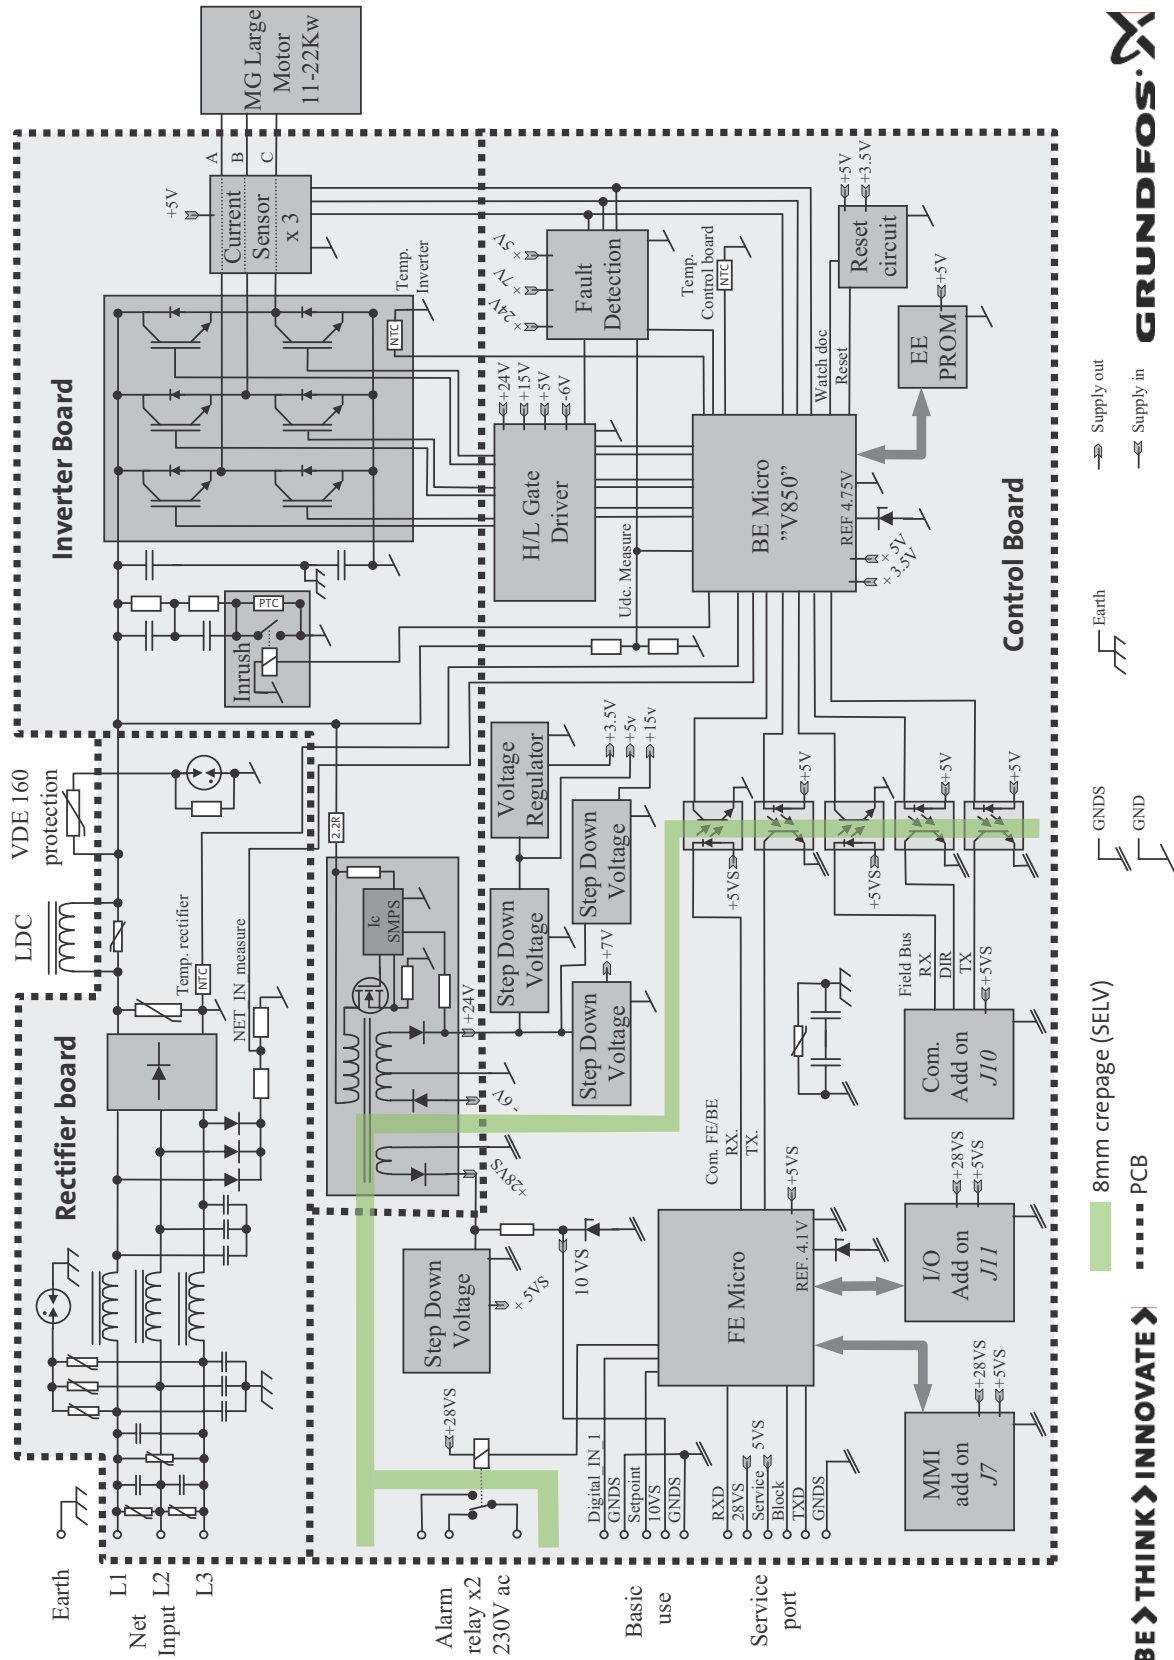 Earth
Net
Input
L1
L2
L3
Rectifier board
LDC
VDE 160
protection
Temp. rectifier
NTC
NET_IN measure
Inverter Board
Inrush
PTC
NTC
Temp.
Inverter
+5V
Current
Sensor
x 3
A
B
C
MG Large
Motor
11-22Kw
2.2R
Ic
SMPS
+24V
- 6V
+28VS
Alarm
relay x2
230V ac
+28VS
Step Down
Voltage
+ 5VS
10 VS
Step Down
Voltage
+7V
Step Down
Voltage
Step Down
Voltage
Voltage
Regulator
+3.5V
+5v
+15v
Udc. Measure
H/L Gate
Driver
+24V
+15V
+5V
-6V
Fault
Detection
+24V
+7V
+5V
Temp.
Control board
NTC
BE Micro
”V850”
REF 4.75V
+ 5V
+ 3.5V
Watch doc
Reset
Reset
circuit
+5V
+3.5V
EE
PROM
+5V
Control Board
+5VS
+5V
+5VS
+5V
+5V
Basic
use
Digital_IN_1
GNDS
Setpoint
10VS
GNDS
Service
port
RXD
28VS
Service
5VS
Block
TXD
GNDS
FE Micro
REF. 4.1V
+5VS
Com. FE/BE
RX.
TX.
Field Bus
RX
DIR
TX
+5VS
MMI
add on
J7
+28VS
+5VS
I/O
Add on
J11
+28VS
+5VS
Com.
Add on
J10
8mm crepage (SELV)
PCB
GNDS
GND
Earth
Supply out
Supply in
BE > THINK > INNOVATE >
GRUNDFOS